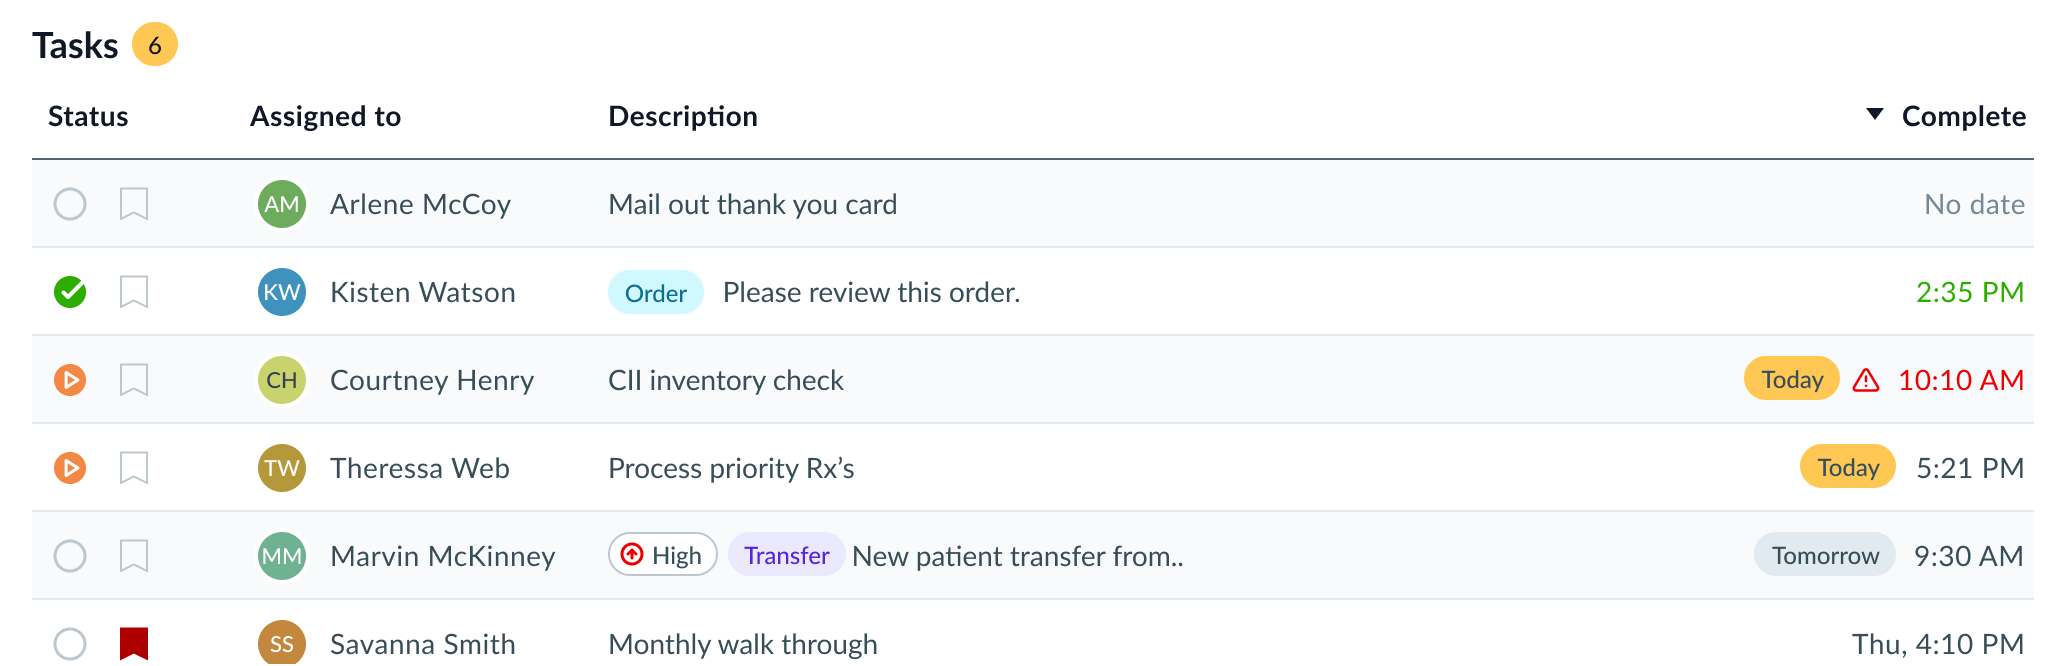 Tasks 6
Status Assigned to Description Complete
AM Arlene McCoy Mail out thank you card No date
KW Kisten Watson Order Please review this order. 2:35 PM
CH Courtney Henry CII inventory check Today 10:10 AM
TW Theressa Web Process priority Rx’s Today 5:21 PM
MM Marvin McKinney High Transfer New patient transfer from.. Tomorrow 9:30 AM
SS Savanna Smith Monthly walk through Thu, 4:10 PM